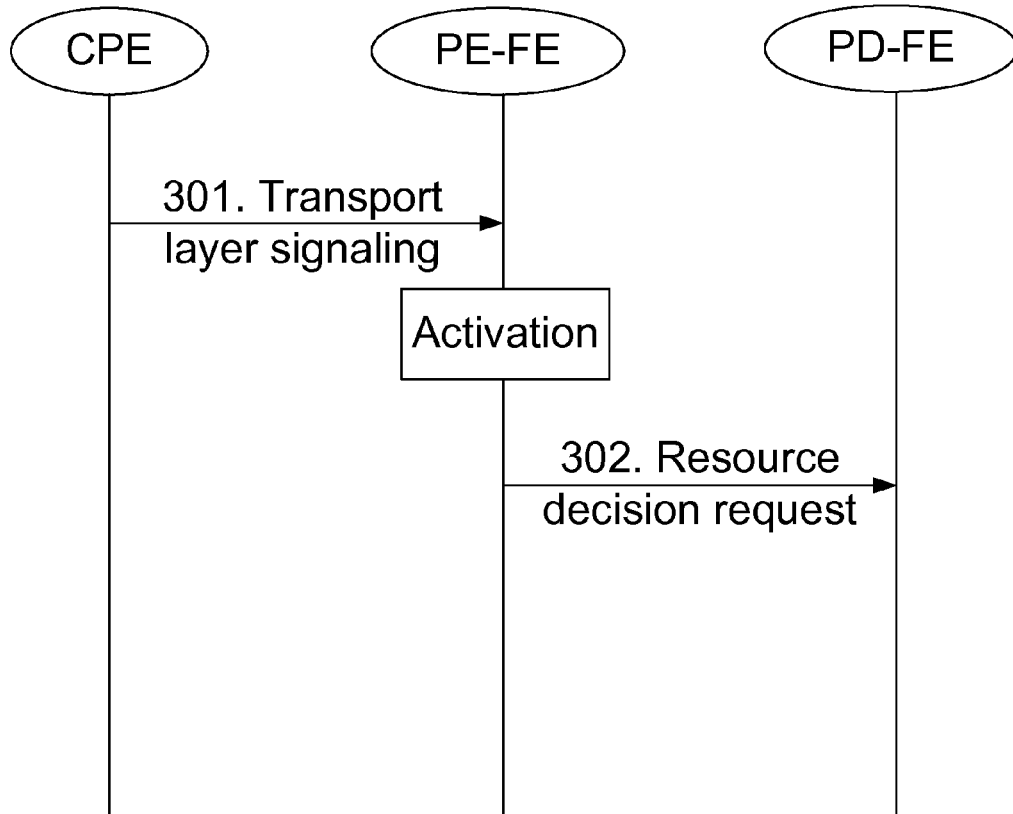 CPE
PE-FE
PD-FE
301. Transport
layer signaling
Activation
302. Resource
decision request